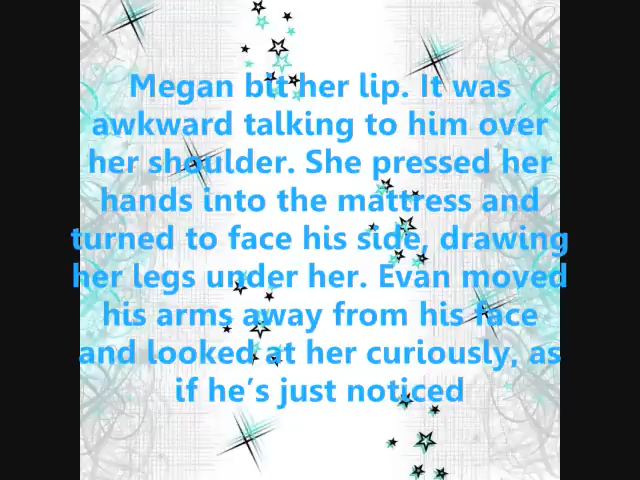 Megan bit her lip. It was
awkward talking to him over
her shoulder. She pressed her
hands into the mattress and
turned to face his side, drawing
her legs under her. Evan moved
his arms away from his face
and looked at her curiously, as
if he’s just noticed